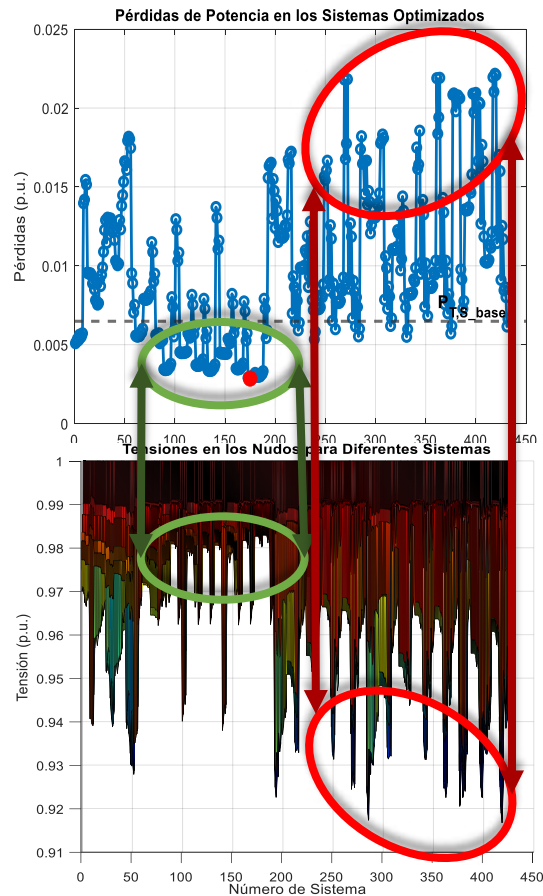 Pérdidas de Potencia en los Sistemas Optimizados
0.025
0.02
0.015
0.01
0.005
0
Pérdidas (p.u.)
P_T,S_base
0 50 100 150 200 250 300 350 400 450
Tensiones en los Nudos para Diferentes Sistemas
1
0.99
0.98
0.97
0.96
0.95
0.94
0.93
0.92
0.91
Tensión (p.u.)
0 50 100 150 200 250 300 350 400 450
Número de Sistema